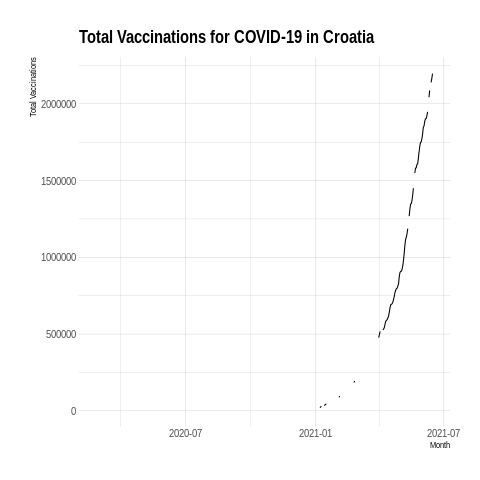 Total Vaccinations for COVID-19 in Croatia
Total Vaccinations
2000000
1500000
1000000
500000
0
2020-07
2021-01
2021-07
Month